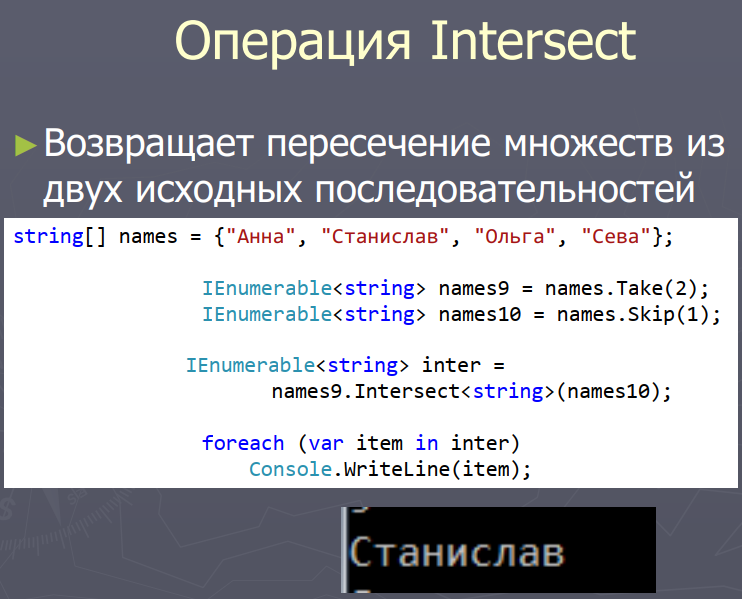 Операция Intersect
Возвращает пересечение множеств из
двух исходных последовательностей
string[] names = {"Анна", "Станислав", "Ольга", "Сева"};
IEnumerable<string> names9 = names.Take(2);
IEnumerable<string> names10 = names.Skip(1);
IEnumerable<string> inter =
names9.Intersect<string>(names10);
foreach (var item in inter)
Console.WriteLine(item);
Станислав